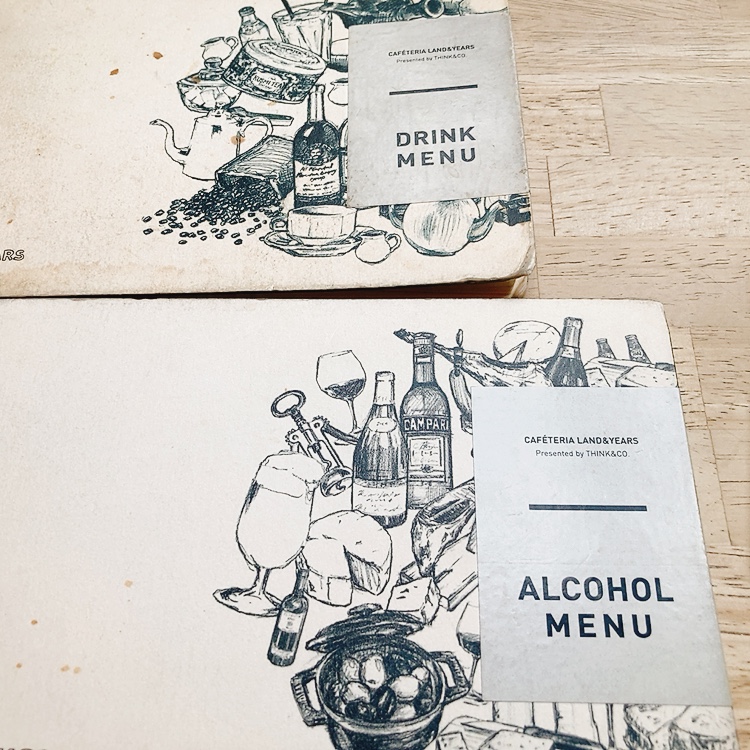 CAFÉTERIA LAND&YEARS
Presented by THINK&CO.
DRINK
MENU
CAMPARI
CAFÉTERIA LAND&YEARS
Presented by THINK&CO.
ALCOHOL
MENU